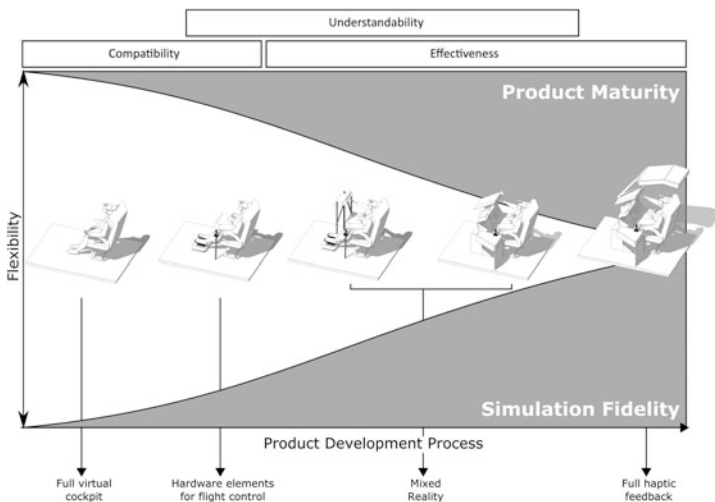 Understandability
Compatibility
Effectiveness
Product Maturity
Flexibility
Simulation Fidelity
Product Development Process
Full virtual
cockpit
Hardware elements
for flight control
Mixed
Reality
Full haptic
feedback